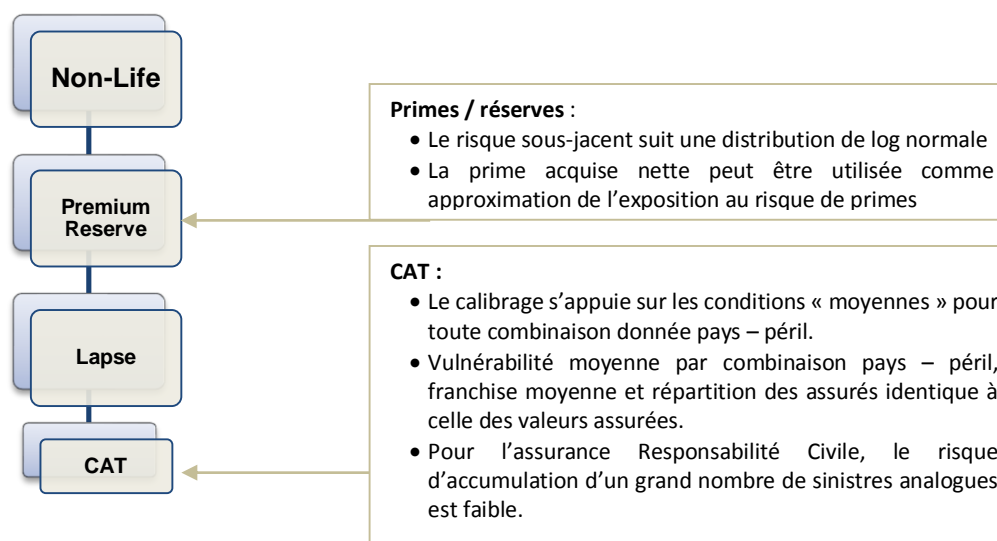 Non-Life
Premium
Reserve
Lapse
CAT
Primes / réserves :
• Le risque sous-jacent suit une distribution de log normale
• La prime acquise nette peut être utilisée comme
approximation de l’exposition au risque de primes
CAT :
• Le calibrage s’appuie sur les conditions « moyennes » pour
toute combinaison donnée pays – péril.
• Vulnérabilité moyenne par combinaison pays – péril,
franchise moyenne et répartition des assurés identique à
celle des valeurs assurées.
• Pour l’assurance Responsabilité Civile, le risque
d’accumulation d’un grand nombre de sinistres analogues
est faible.